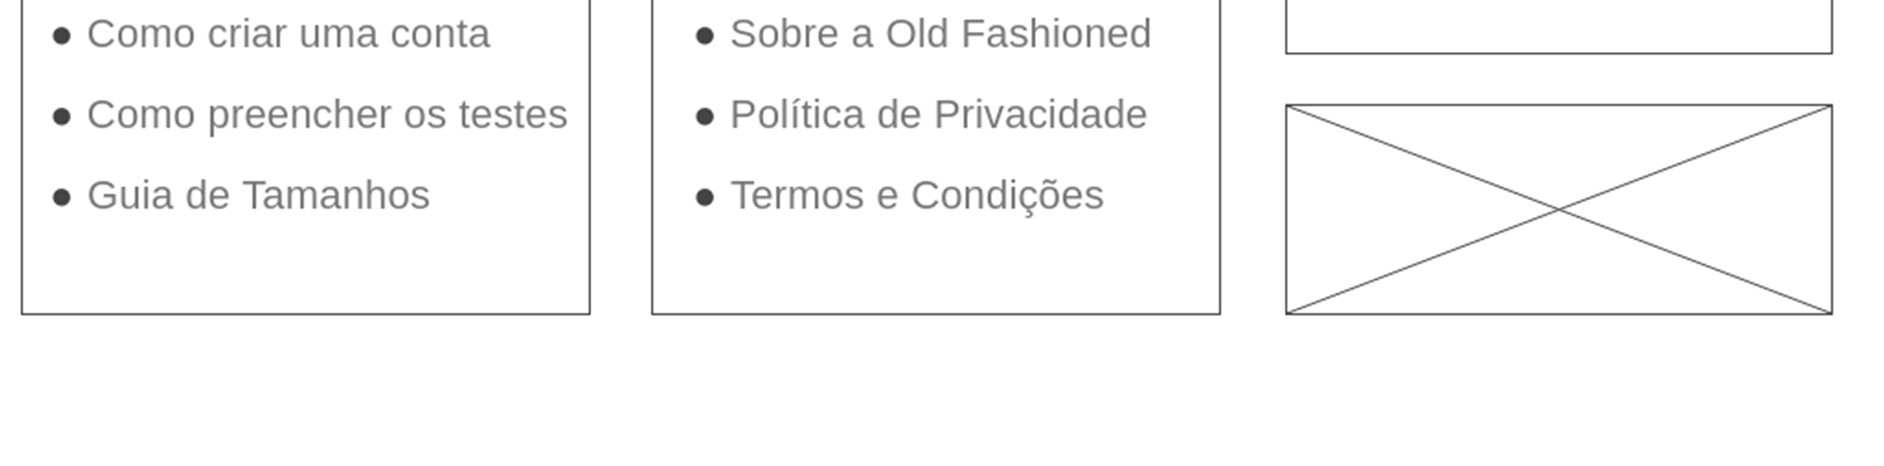 ● Como criar uma conta
● Como preencher os testes
● Guia de Tamanhos
● Sobre a Old Fashioned
● Política de Privacidade
● Termos e Condições